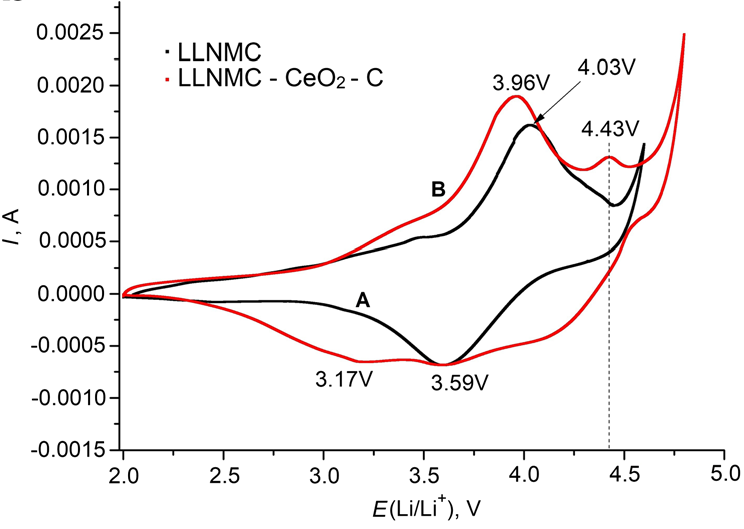 0.0025
0.0020
0.0015
0.0010
0.0005
0.0000
-0.0005
-0.0010
-0.0015
I, A
LLNMC
LLNMC - CeO₂ - C
3.96V
4.03V
4.43V
B
A
3.17V
3.59V
2.0 2.5 3.0 3.5 4.0 4.5 5.0
E(Li/Li⁺), V